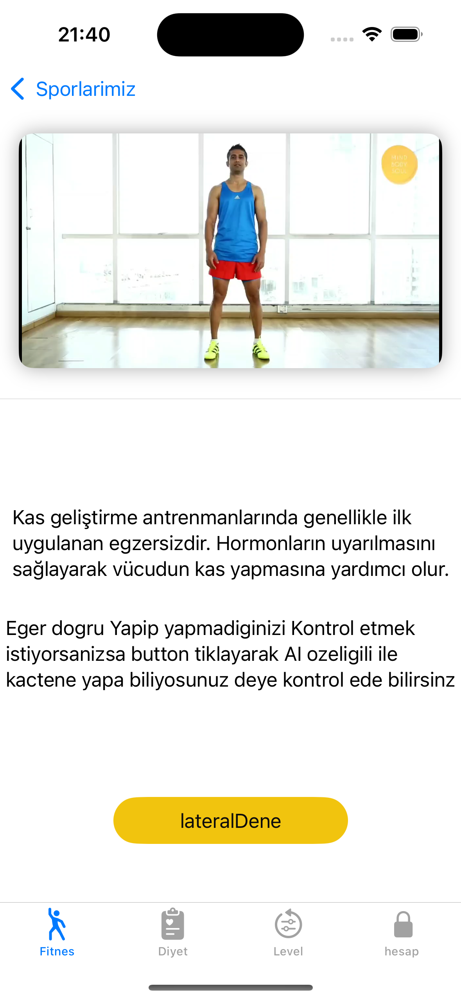 21:40
Sporlarimiz
MIND
BODY
SOUL
Kas geliştirme antrenmanlarında genellikle ilk
uygulanan egzersizdir. Hormonların uyarılmasını
sağlayarak vücudun kas yapmasına yardımcı olur.
Eger dogru Yapip yapmadiginizi Kontrol etmek
istiyorsanizsa button tiklayarak AI ozeligili ile
kactene yapa biliyosunuz deye kontrol ede bilirsinz
lateralDene
Fitnes
Diyet
Level
hesap